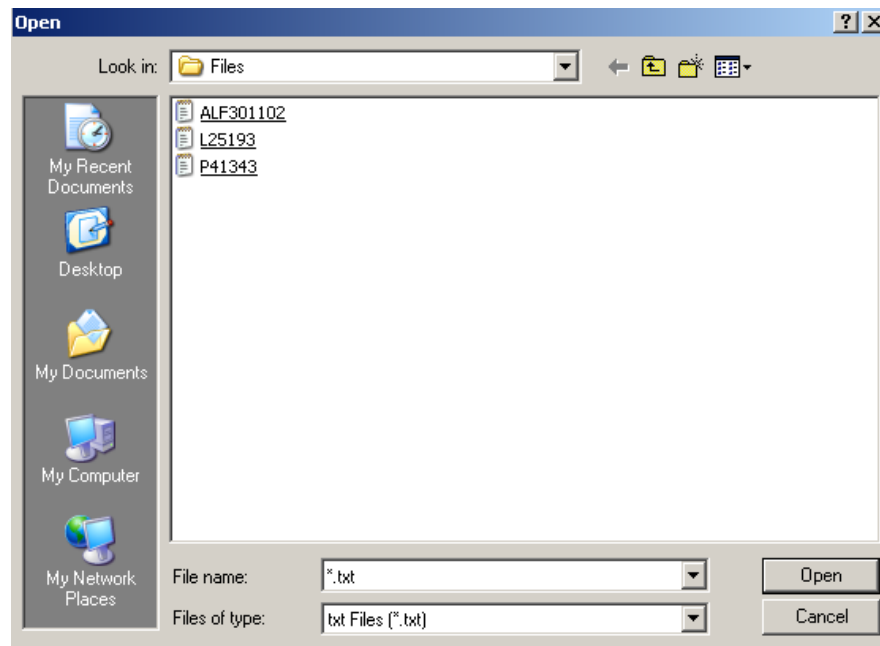 Open
Look in:
Files
ALF301102
L25193
P41343
My Recent
Documents
Desktop
My Documents
My Computer
My Network
Places
File name:
*.txt
Open
Files of type:
txt Files (*.txt)
Cancel